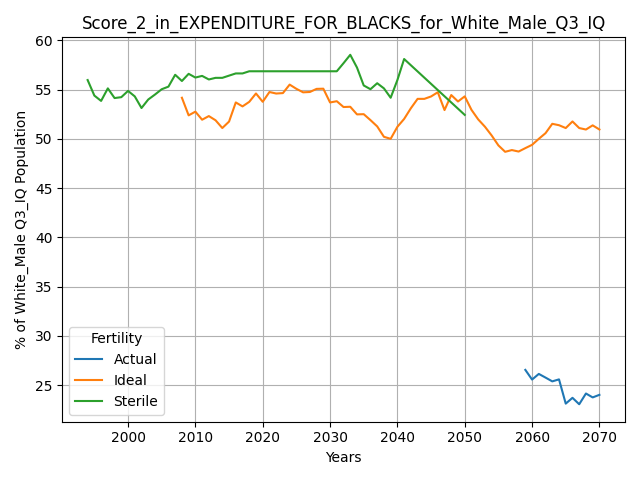 Score_2_in_EXPENDITURE_FOR_BLACKS_for_White_Male_Q3_IQ
% of White_Male Q3_IQ Population
60
55
50
45
40
35
30
25
Fertility
Actual
Ideal
Sterile
2000 2010 2020 2030 2040 2050 2060 2070
Years